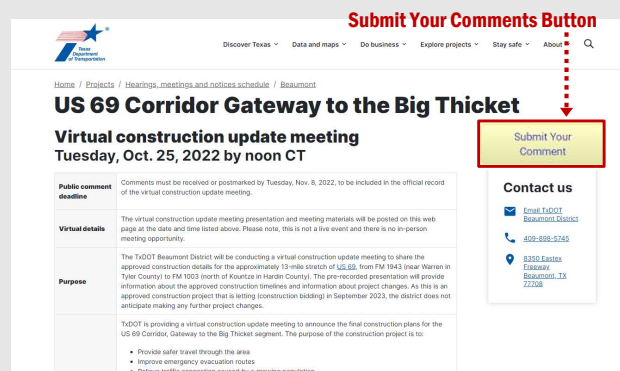 Submit Your Comments Button
Texas
Department
of Transportation
Discover Texas
Data and maps
Do business
Explore projects
Stay safe
About
Home / Projects / Hearings, meetings and notices schedule / Beaumont
US 69 Corridor Gateway to the Big Thicket
Virtual construction update meeting
Tuesday, Oct. 25, 2022 by noon CT
Submit Your
Comment
Public comment
deadline
Comments must be received or postmarked by Tuesday, Nov. 8, 2022, to be included in the official record
of the virtual construction update meeting.
Virtual details
The virtual construction update meeting presentation and meeting materials will be posted on this web
page at the date and time listed above. Please note, this is not a live event and there is no in-person
meeting opportunity.
Purpose
The TxDOT Beaumont District will be conducting a virtual construction update meeting to share the
approved construction details for the approximately 13-mile stretch of US 69, from FM 1943 (near Warren in
Tyler County) to FM 1003 (north of Kountze in Hardin County). The pre-recorded presentation will provide
information about the approved construction timelines and information about project changes. As this is an
approved construction project that is letting (construction bidding) in September 2023, the district does not
anticipate making any further project changes.
TxDOT is providing a virtual construction update meeting to announce the final construction plans for the
US 69 Corridor, Gateway to the Big Thicket segment. The purpose of the construction project is to:
• Provide safer travel through the area
• Improve emergency evacuation routes
Contact us
Email TxDOT
Beaumont District
409-898-5745
8350 Eastex
Freeway
Beaumont, TX
77708